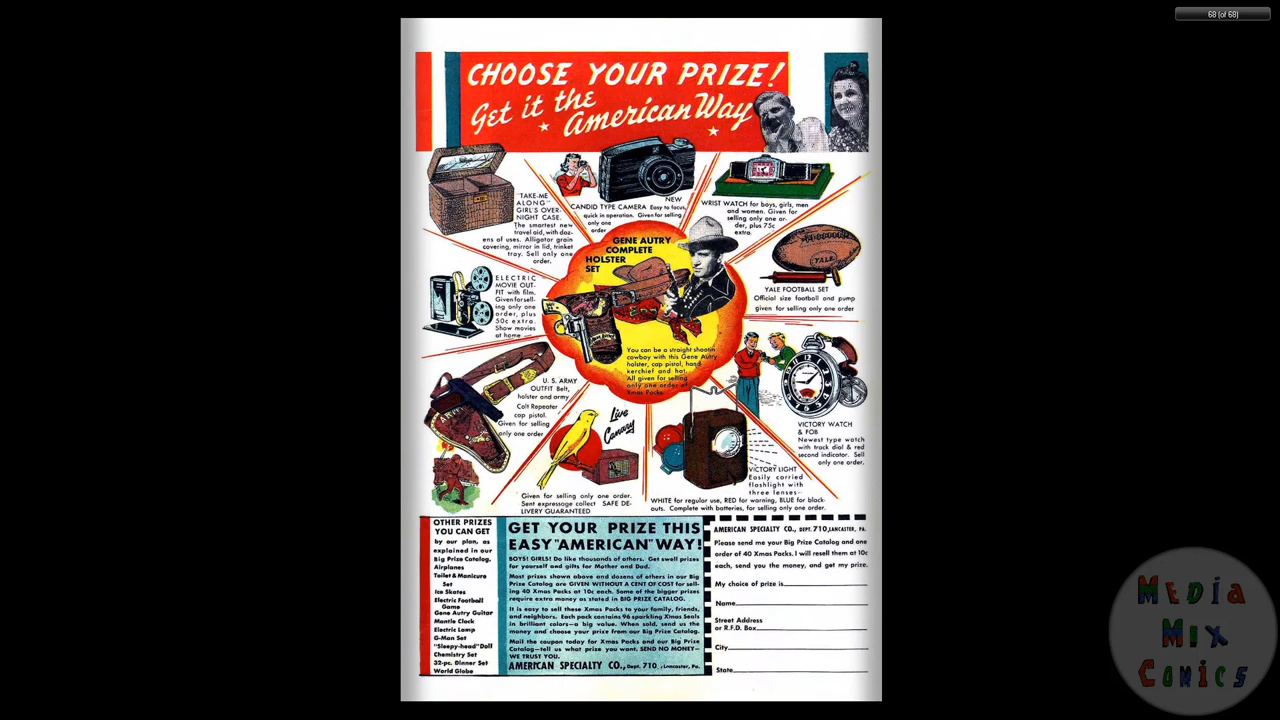 68 (of 68)
CHOOSE YOUR PRIZE!
Get it the
American Way
"TAKE-ME
ALONG"
GIRL'S OVER-
NIGHT CASE.
The smartest new
travel aid, with doz-
ens of uses. Alligator grain
covering, mirror in lid, trinket
tray. Sell only one
order.
NEW
CANDID TYPE CAMERA Easy to focus,
quick in operation. Given for selling
only one
order
WRIST WATCH for boys, girls, men
and women. Given for
selling only one or-
der, plus 75c
extra.
GENE AUTRY
COMPLETE
HOLSTER
SET
You can be a straight shootin'
cowboy with this Gene Autry
holster, cap pistol, hand-
kerchief and hat.
All given for selling
only one order of
Xmas Packs.
YALE
YALE FOOTBALL SET
Official size football and pump
given for selling only one order
ELECTRIC
MOVIE OUT-
FIT with film.
Given for sell-
ing only one
order, plus
50c extra.
Show movies
at home.
U. S. ARMY
OUTFIT Belt,
holster and army
Colt Repeater
cap pistol.
Given for selling
only one order
ARMY
Live
Canary
Given for selling only one order.
Sent expressage collect SAFE DE-
LIVERY GUARANTEED
VICTORY LIGHT
Easily carried
flashlight with
three lenses—
WHITE for regular use, RED for warning, BLUE for black-
outs. Complete with batteries, for selling only one order.
VICTORY WATCH
& FOB
Newest type watch
with track dial & red
second indicator. Sell
only one order.
OTHER PRIZES
YOU CAN GET
by our plan, as
explained in our
Big Prize Catalog.
Airplanes
Toilet & Manicure
Set
Ice Skates
Electric Football
Game
Gene Autry Guitar
Mantle Clock
Electric Lamp
G-Man Set
"Sleepy-head" Doll
Chemistry Set
32-pc. Dinner Set
World Globe
GET YOUR PRIZE THIS
EASY "AMERICAN" WAY!
BOYS! GIRLS! Do like thousands of others. Get swell prizes
for yourself and gifts for Mother and Dad.
Most prizes shown above and dozens of others in our Big
Prize Catalog are GIVEN WITHOUT A CENT OF COST for sell-
ing 40 Xmas Packs at 10c each. Some of the bigger prizes
require extra money as stated in BIG PRIZE CATALOG.
It is easy to sell these Xmas Packs to your family, friends,
and neighbors. Each pack contains 96 sparkling Xmas Seals
in brilliant colors—a big value. When sold, send us the
money and choose your prize from our Big Prize Catalog.
Mail the coupon today for Xmas Packs and our Big Prize
Catalog—tell us what prize you want. SEND NO MONEY—
WE TRUST YOU.
AMERICAN SPECIALTY CO., Dept. 710, Lancaster, Pa.
AMERICAN SPECIALTY CO., DEPT. 710, LANCASTER, PA.
Please send me your Big Prize Catalog and one
order of 40 Xmas Packs. I will resell them at 10c
each, send you the money, and get my prize.
My choice of prize is
Name
Street Address
or R.F.D. Box
City
State
MEDIA
MIX
COMICS